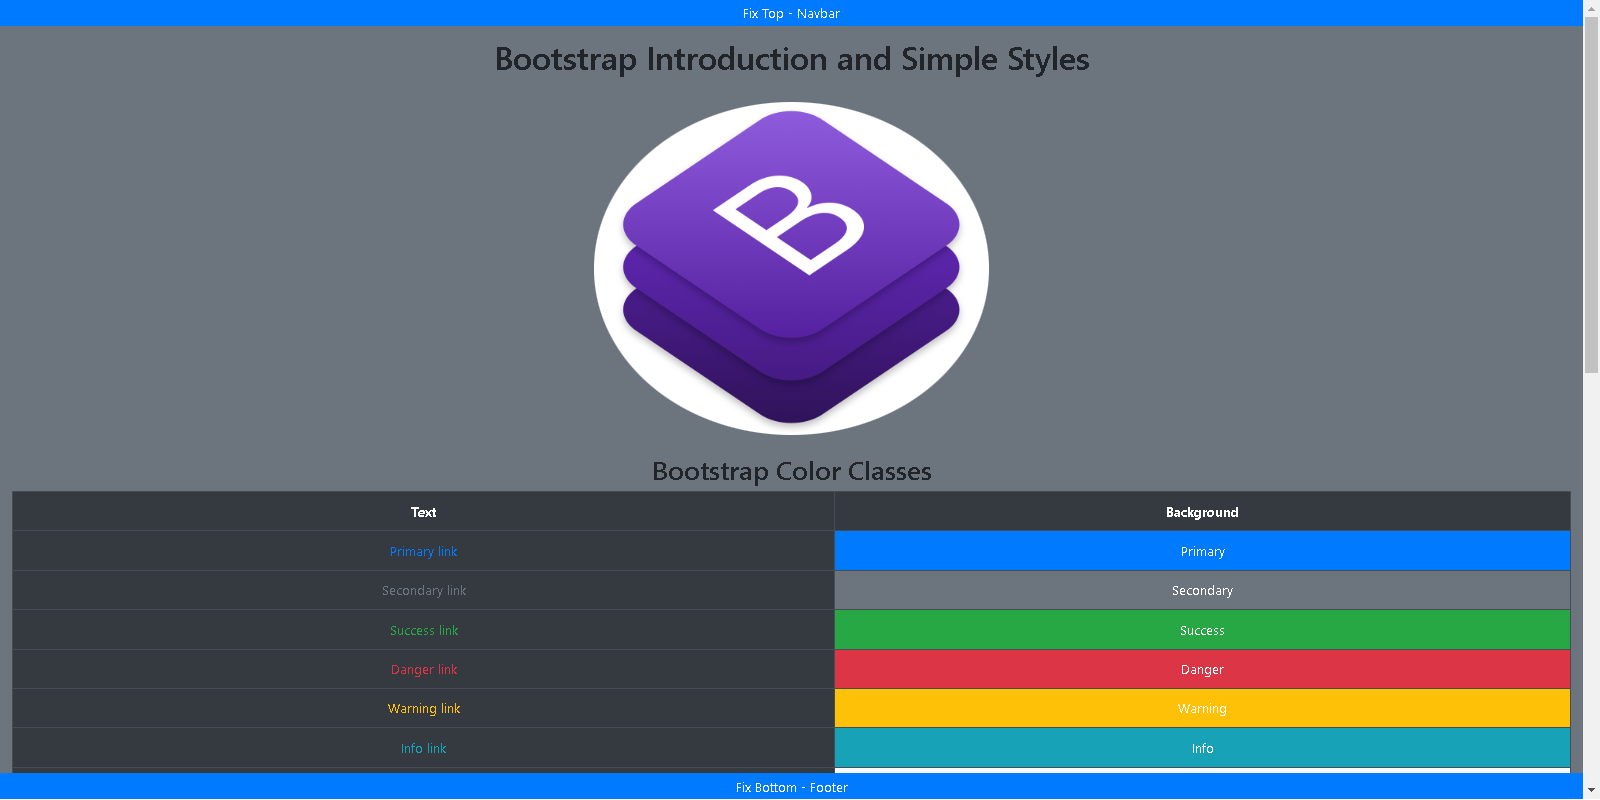 Fix Top - Navbar
Bootstrap Introduction and Simple Styles
B
Bootstrap Color Classes
Text Background
Primary link Primary
Secondary link Secondary
Success link Success
Danger link Danger
Warning link Warning
Info link Info
Fix Bottom - Footer